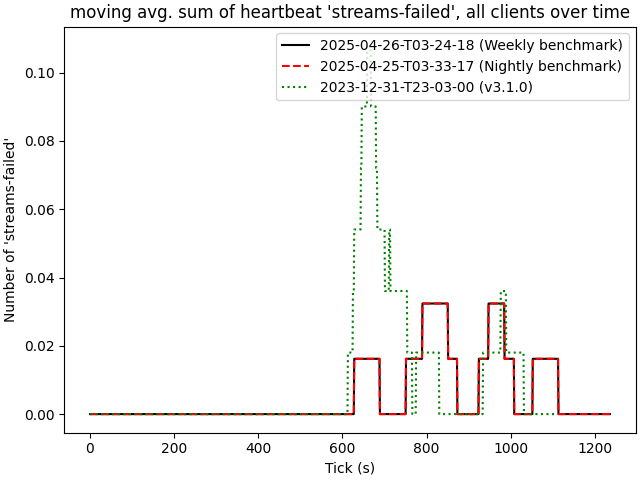 moving avg. sum of heartbeat 'streams-failed', all clients over time
2025-04-26-T03-24-18 (Weekly benchmark)
2025-04-25-T03-33-17 (Nightly benchmark)
2023-12-31-T23-03-00 (v3.1.0)
Number of 'streams-failed'
0.10
0.08
0.06
0.04
0.02
0.00
0 200 400 600 800 1000 1200
Tick (s)